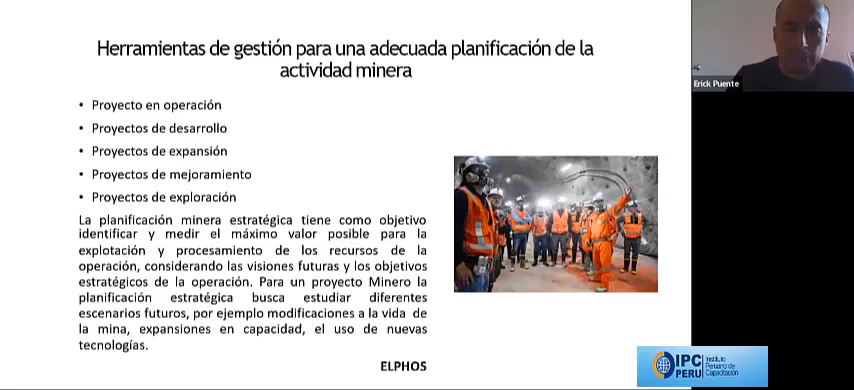 Herramientas de gestión para una adecuada planificación de la
actividad minera
• Proyecto en operación
• Proyectos de desarrollo
• Proyectos de expansión
• Proyectos de mejoramiento
• Proyectos de exploración
La planificación minera estratégica tiene como objetivo
identificar y medir el máximo valor posible para la
explotación y procesamiento de los recursos de la
operación, considerando las visiones futuras y los objetivos
estratégicos de la operación. Para un proyecto Minero la
planificación estratégica busca estudiar diferentes
escenarios futuros, por ejemplo modificaciones a la vida de
la mina, expansiones en capacidad, el uso de nuevas
tecnologías.
ELPHOS
Erick Puente
IPC
PERU
Instituto
Peruano de
Capacitación